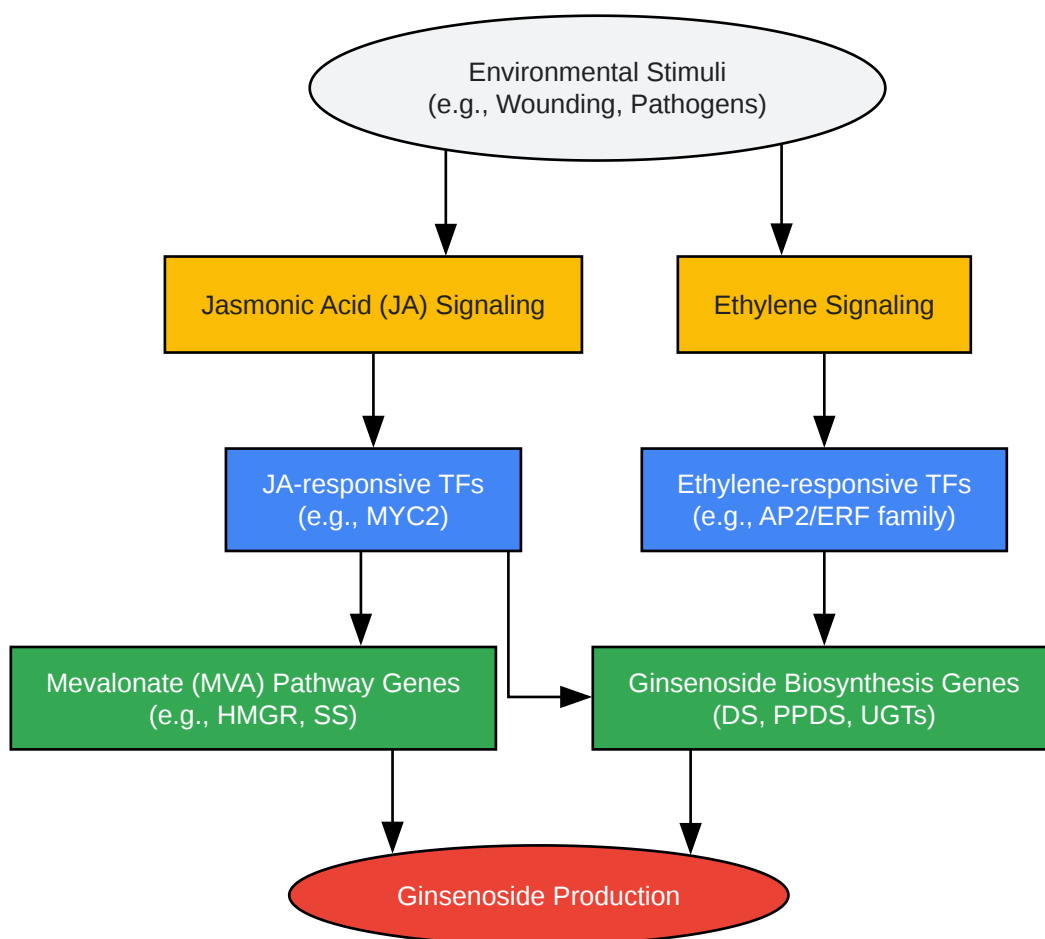 Environmental Stimuli
(e.g., Wounding, Pathogens)
Jasmonic Acid (JA) Signaling
Ethylene Signaling
JA-responsive TFs
(e.g., MYC2)
Ethylene-responsive TFs
(e.g., AP2/ERF family)
Mevalonate (MVA) Pathway Genes
(e.g., HMGR, SS)
Ginsenoside Biosynthesis Genes
(DS, PPDS, UGTs)
Ginsenoside Production